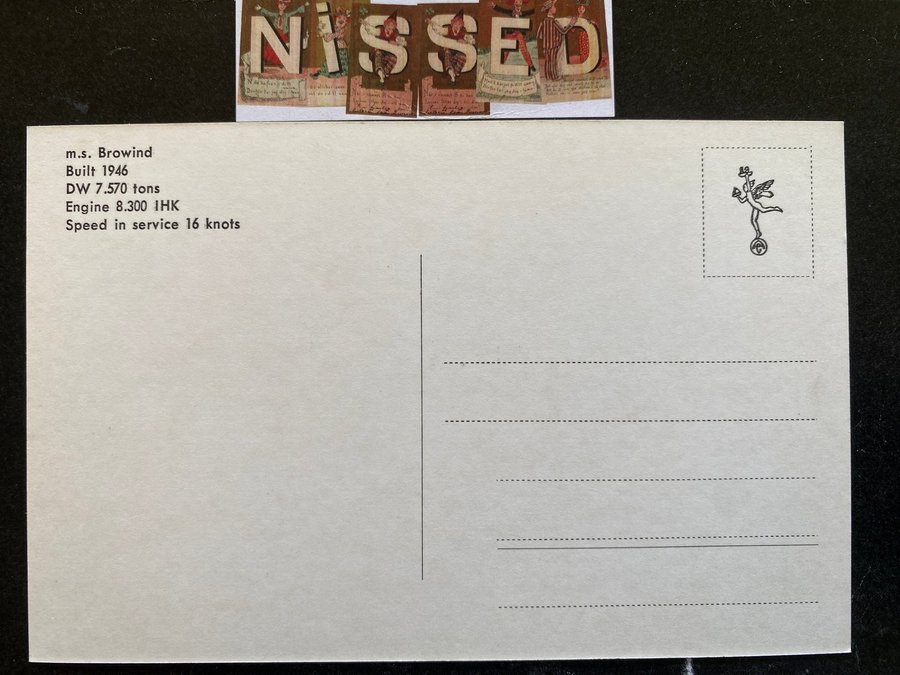 NISSED
m.s. Browind
Built 1946
DW 7.570 tons
Engine 8.300 IHK
Speed in service 16 knots